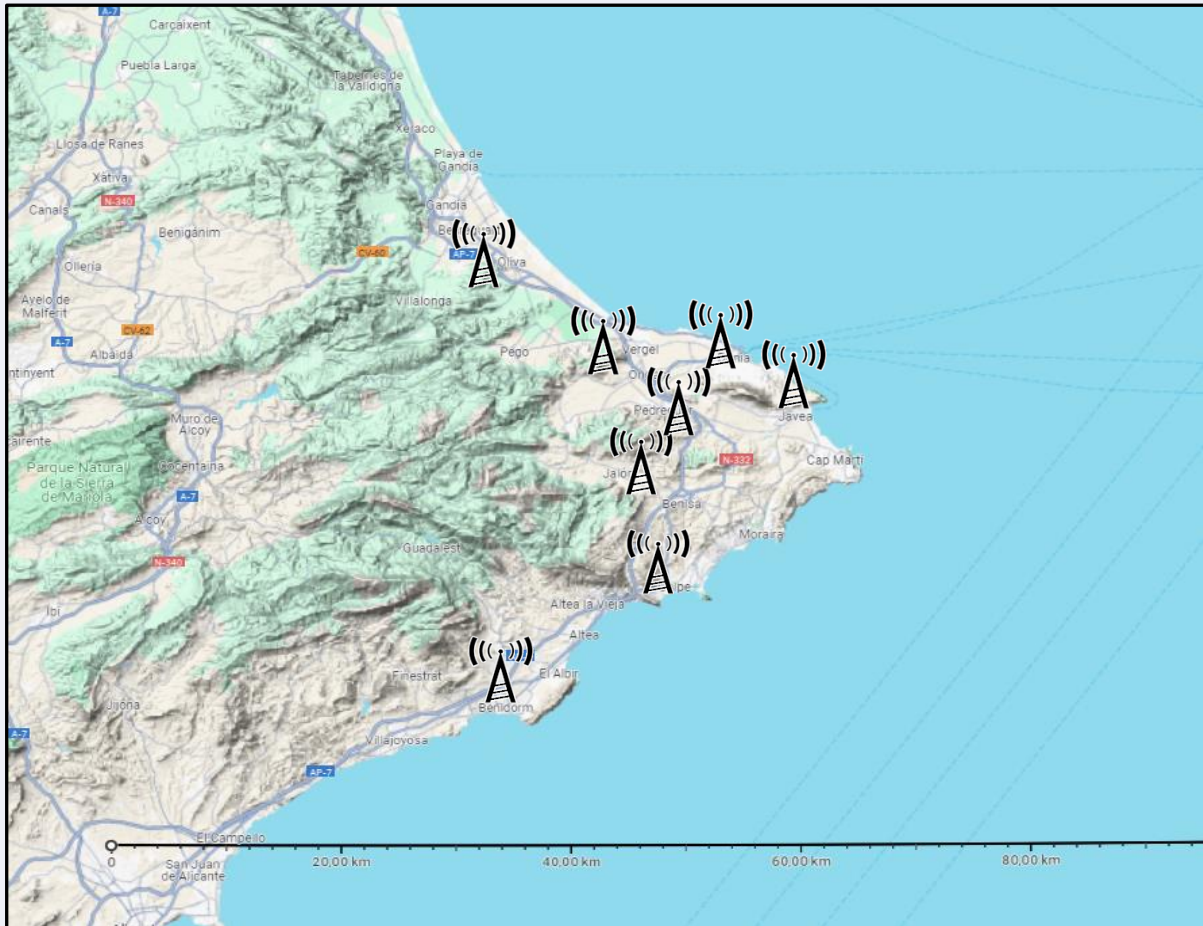 A-7
Carcaixent
Puebla Larga
Tabernes de
la Valldigna
Xeraco
Llosa de Ranes
Playa de
Gandia
Xàtiva
N-340
Canals
Gandia
Benigánim
CV-60
AP-7
Oliva
Ollería
Villalonga
Ayelo de
Malferit
CV-62
A-7
Albaida
Pego
Vergel
Muro de
Alcoy
Javea
Cocentaina
Parque Natural
de la Sierra
de Mariola
Jalón
N-332
Cap Martí
A-7
Benisa
Alcoy
Moraira
Guadalest
N-340
Ibi
Altea la Vieja
Altea
Finestrat
El Albir
Jijona
Benidorm
A-7
Villajoyosa
AP-7
El Campello
0
20,00 km
40,00 km
60,00 km
80,00 km
San Juan
de Alicante